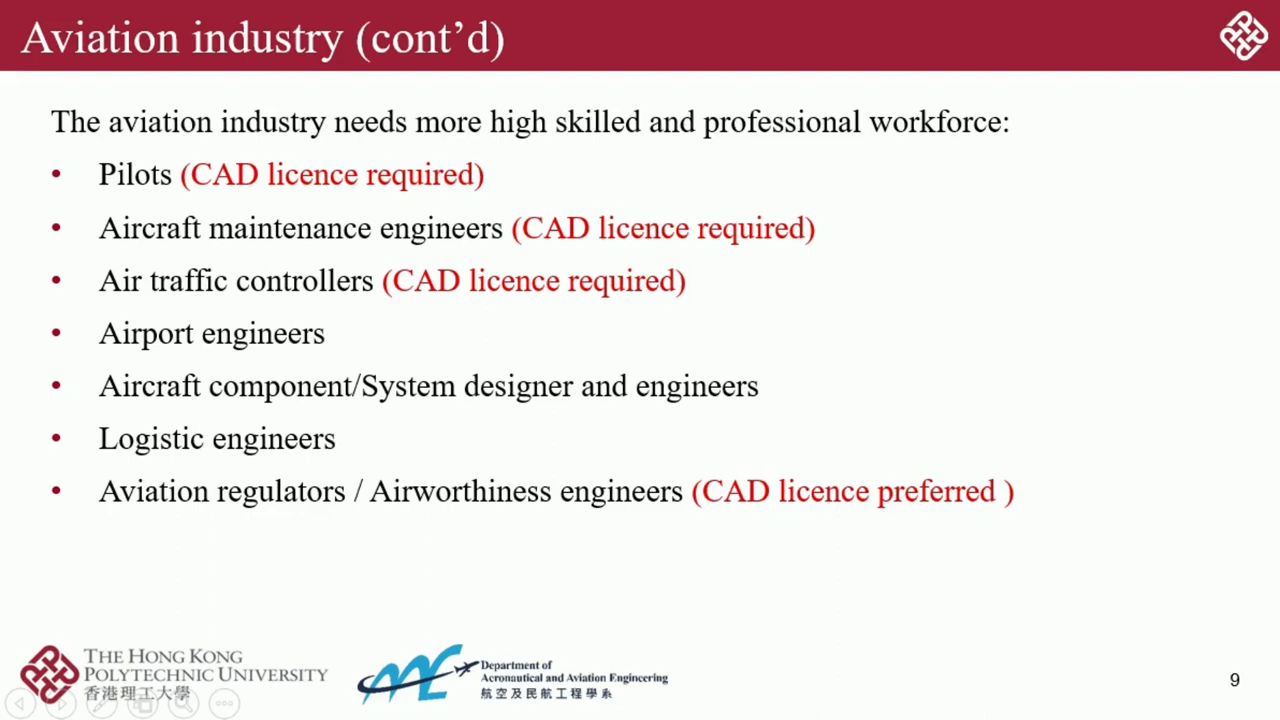 Aviation industry (cont’d)
The aviation industry needs more high skilled and professional workforce:
• Pilots (CAD licence required)
• Aircraft maintenance engineers (CAD licence required)
• Air traffic controllers (CAD licence required)
• Airport engineers
• Aircraft component/System designer and engineers
• Logistic engineers
• Aviation regulators / Airworthiness engineers (CAD licence preferred )
THE HONG KONG
POLYTECHNIC UNIVERSITY
香港理工大學
Department of
Aeronautical and Aviation Engineering
航空及民航工程學系
9